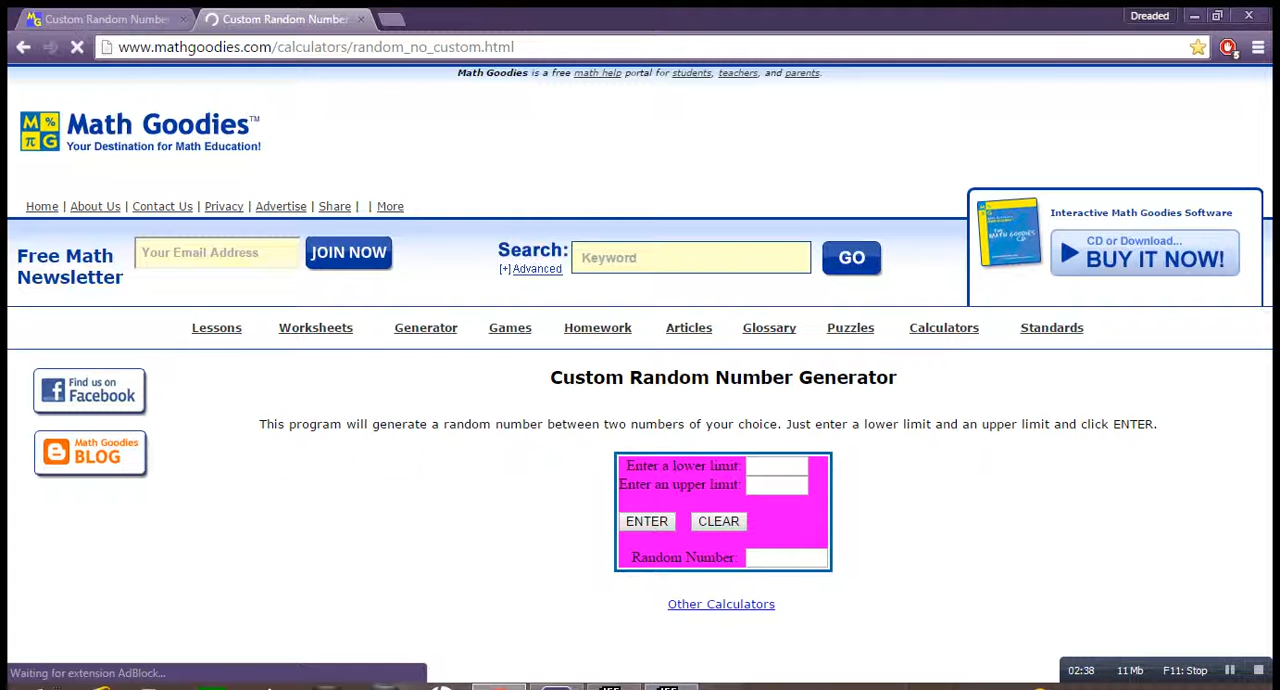 Custom Random Numbe
Custom Random Number
Dreaded
www.mathgoodies.com/calculators/random_no_custom.html
5
Math Goodies is a free math help portal for students, teachers, and parents.
M %
π G
Math Goodies™
Your Destination for Math Education!
Home | About Us | Contact Us | Privacy | Advertise | Share | | More
Interactive Math Goodies Software
THE MATH GOODIES CD
CD or Download...
BUY IT NOW!
Free Math
Newsletter
Your Email Address
JOIN NOW
Search:
[+]Advanced
Keyword
GO
Lessons Worksheets Generator Games Homework Articles Glossary Puzzles Calculators Standards
Find us on
Facebook
Math Goodies
BLOG
Custom Random Number Generator
This program will generate a random number between two numbers of your choice. Just enter a lower limit and an upper limit and click ENTER.
Enter a lower limit:
Enter an upper limit:
ENTER CLEAR
Random Number:
Other Calculators
Waiting for extension AdBlock...
02:38 11 Mb F11: Stop